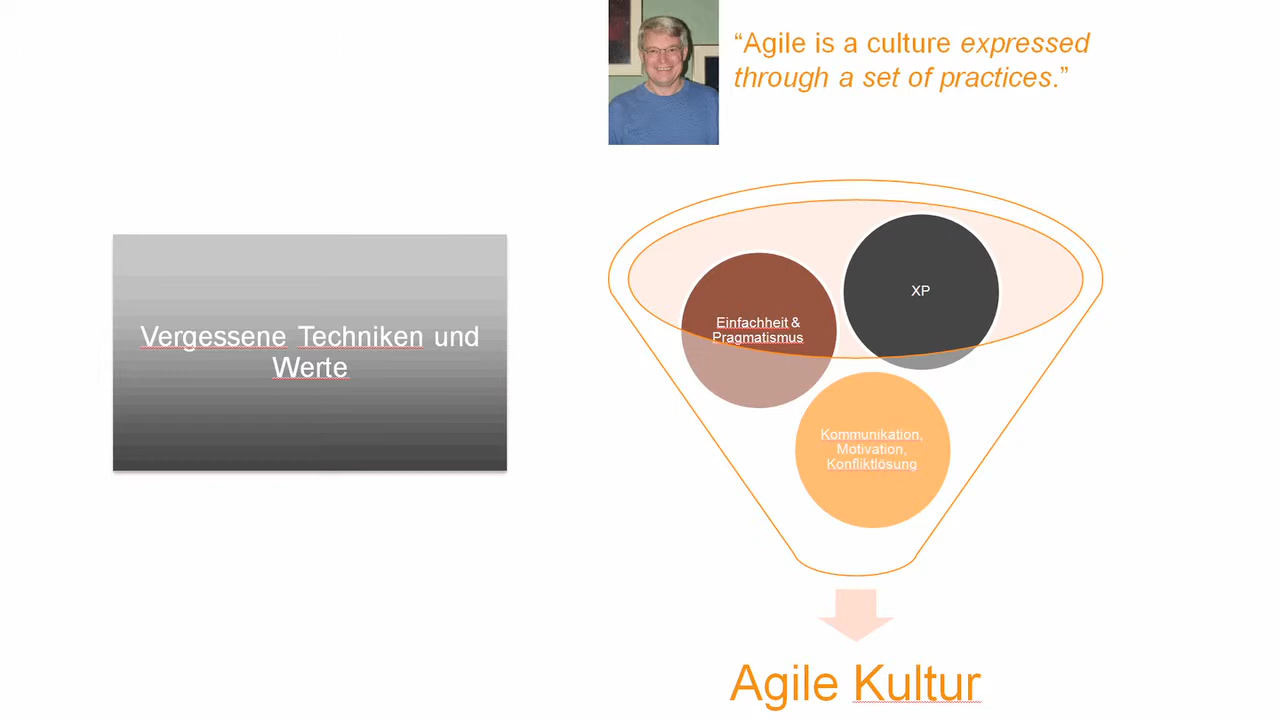 “Agile is a culture expressed
through a set of practices.”
Vergessene Techniken und
Werte
XP
Einfachheit &
Pragmatismus
Kommunikation,
Motivation,
Konfliktlösung
Agile Kultur